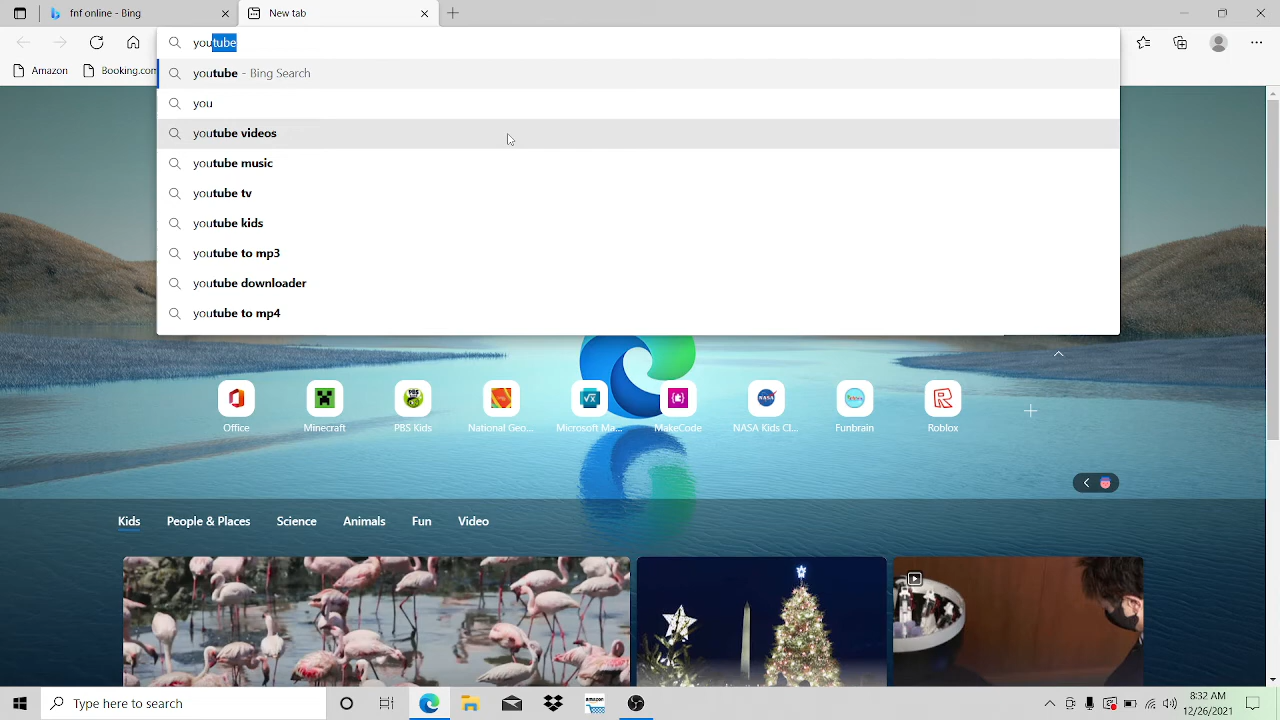 fnf online - Bing
New tab
youtube
Amazon
Booking.com
youtube - Bing Search
you
youtube videos
youtube music
youtube tv
youtube kids
youtube to mp3
youtube downloader
youtube to mp4
Office
Minecraft
PBS Kids
National Geo...
Microsoft Ma...
MakeCode
NASA Kids Cl...
Funbrain
Roblox
Kids People & Places Science Animals Fun Video
Type here to search
8:32 AM
12/26/2021